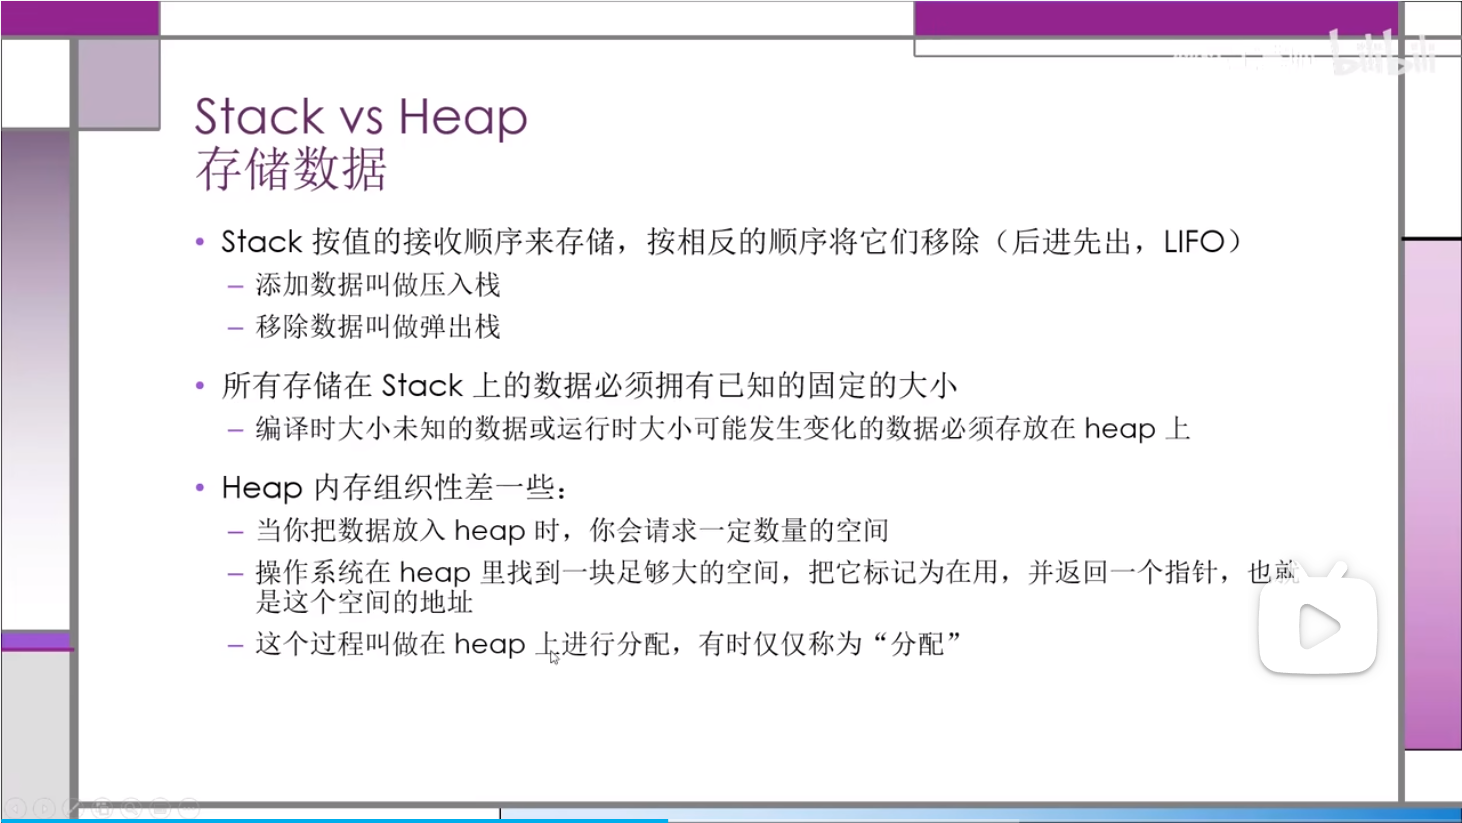 bilibili
Stack vs Heap
存储数据
• Stack 按值的接收顺序来存储，按相反的顺序将它们移除（后进先出，LIFO）
– 添加数据叫做压入栈
– 移除数据叫做弹出栈
• 所有存储在 Stack 上的数据必须拥有已知的固定的大小
– 编译时大小未知的数据或运行时大小可能发生变化的数据必须存放在 heap 上
• Heap 内存组织性差一些：
– 当你把数据放入 heap 时，你会请求一定数量的空间
– 操作系统在 heap 里找到一块足够大的空间，把它标记为在用，并返回一个指针，也就
是这个空间的地址
– 这个过程叫做在 heap 上进行分配，有时仅仅称为“分配”